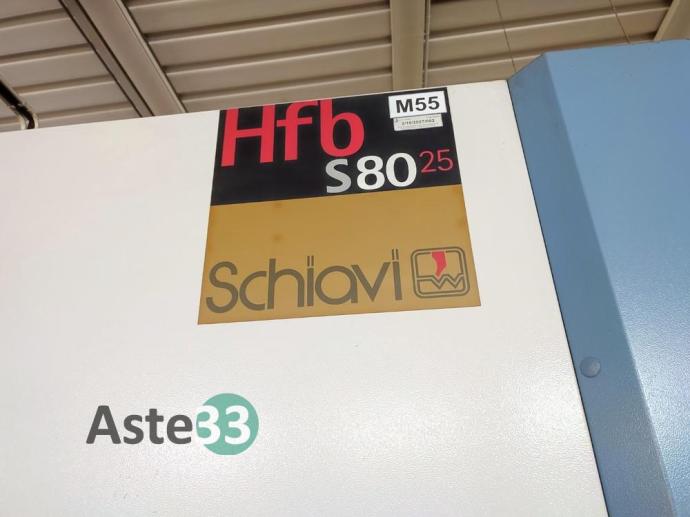 Hfb
M55
S80 25
Schiavi
Aste33